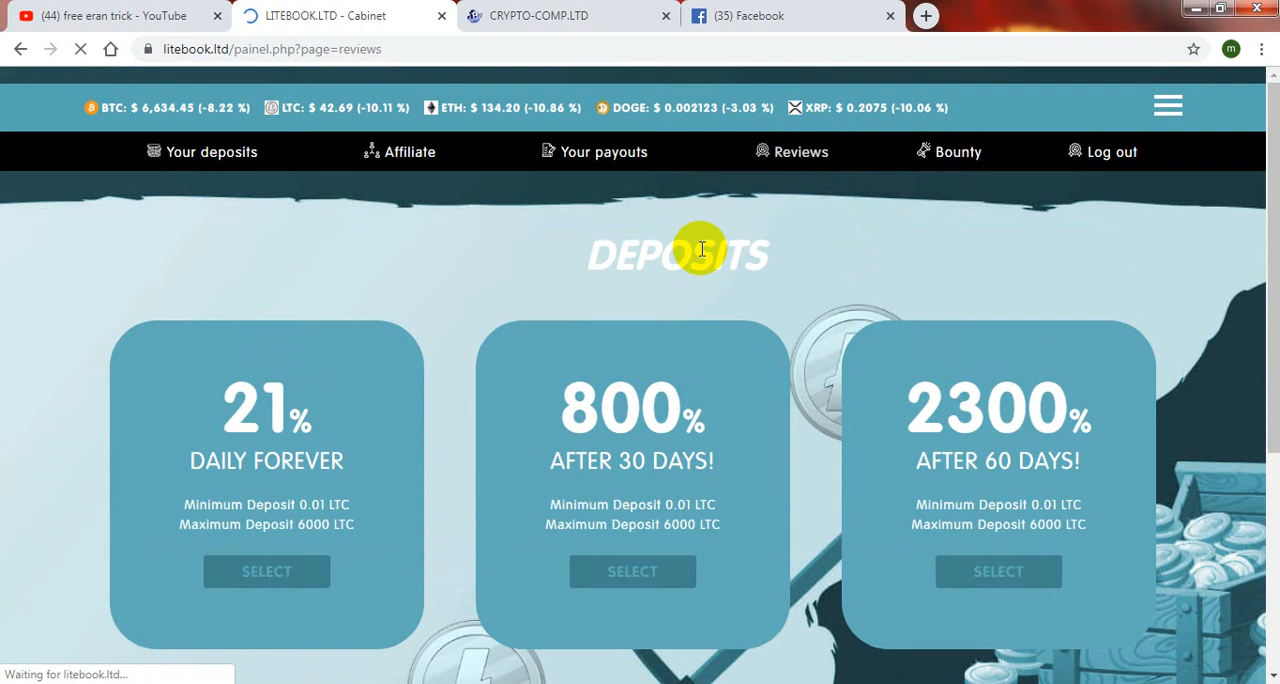 (44) free eran trick - YouTube
LITEBOOK.LTD - Cabinet
CRYPTO-COMP.LTD
(35) Facebook
litebook.ltd/painel.php?page=reviews
m
BTC: $ 6,634.45 (-8.22 %) LTC: $ 42.69 (-10.11 %) ETH: $ 134.20 (-10.86 %) DOGE: $ 0.002123 (-3.03 %) XRP: $ 0.2075 (-10.06 %)
Your deposits Affiliate Your payouts Reviews Bounty Log out
DEPOSITS
21%
DAILY FOREVER
Minimum Deposit 0.01 LTC
Maximum Deposit 6000 LTC
SELECT
800%
AFTER 30 DAYS!
Minimum Deposit 0.01 LTC
Maximum Deposit 6000 LTC
SELECT
2300%
AFTER 60 DAYS!
Minimum Deposit 0.01 LTC
Maximum Deposit 6000 LTC
SELECT
Waiting for litebook.ltd...